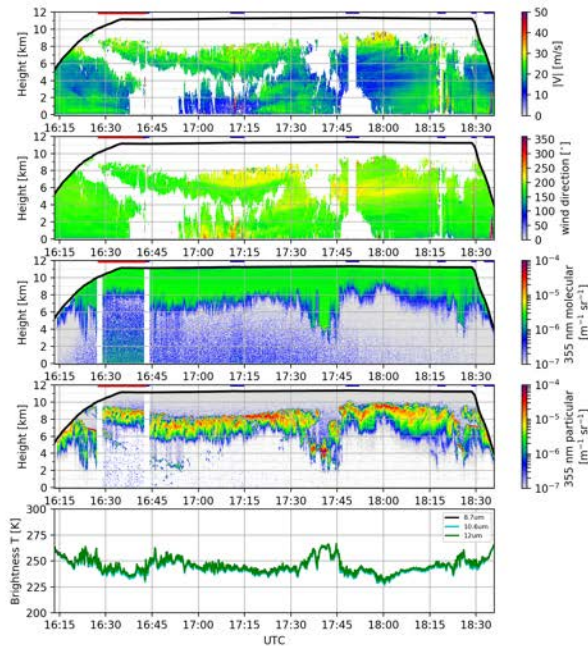 12
10
8
6
4
2
0
Height [km]
16:15 16:30 16:45 17:00 17:15 17:30 17:45 18:00 18:15 18:30
50
40
30
20
10
0
|V| [m/s]
12
10
8
6
4
2
0
Height [km]
16:15 16:30 16:45 17:00 17:15 17:30 17:45 18:00 18:15 18:30
350
300
250
200
150
100
50
0
wind direction [°]
12
10
8
6
4
2
0
Height [km]
16:15 16:30 16:45 17:00 17:15 17:30 17:45 18:00 18:15 18:30
10⁻⁴
10⁻⁵
10⁻⁶
10⁻⁷
355 nm molecular
[m⁻¹ sr⁻¹]
12
10
8
6
4
2
0
Height [km]
16:15 16:30 16:45 17:00 17:15 17:30 17:45 18:00 18:15 18:30
10⁻⁴
10⁻⁵
10⁻⁶
10⁻⁷
355 nm particular
[m⁻¹ sr⁻¹]
300
275
250
225
200
Brightness T [K]
8.7um
10.6um
12um
16:15 16:30 16:45 17:00 17:15 17:30 17:45 18:00 18:15 18:30
UTC